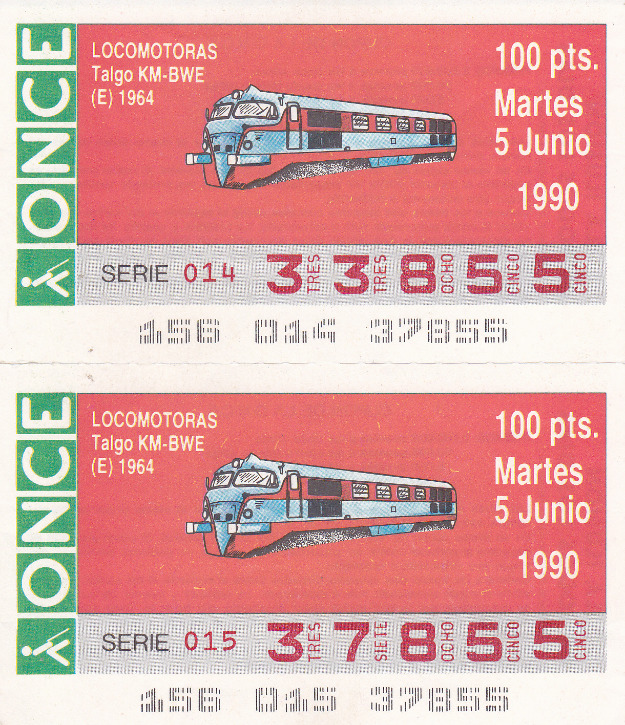 ONCE
LOCOMOTORAS
Talgo KM-BWE
(E) 1964
100 pts.
Martes
5 Junio
1990
SERIE 014 3 TRES 3 TRES 8 OCHO 5 CINCO 5 CINCO
156 014 37855
ONCE
LOCOMOTORAS
Talgo KM-BWE
(E) 1964
100 pts.
Martes
5 Junio
1990
SERIE 015 3 TRES 7 SIETE 8 OCHO 5 CINCO 5 CINCO
156 015 37855